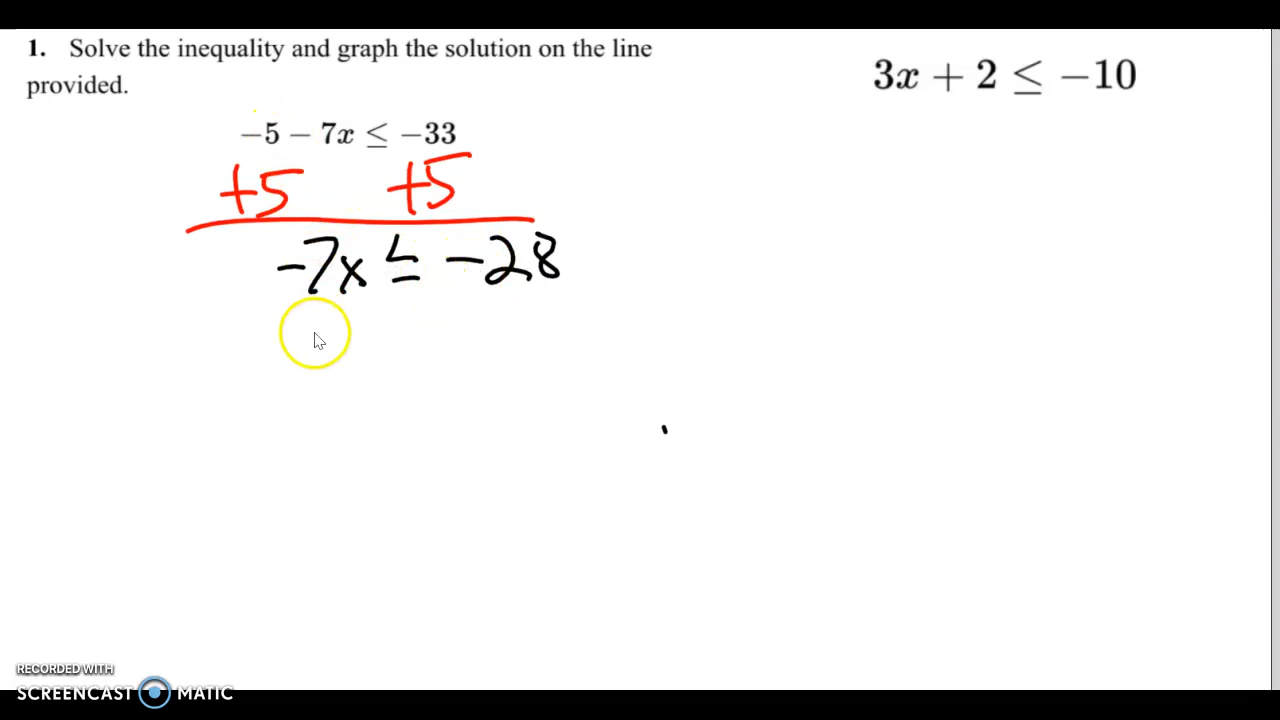 1. Solve the inequality and graph the solution on the line
provided.
3x + 2 ≤ −10
−5 − 7x ≤ −33
+5 +5
-7x ≤ -28
RECORDED WITH
SCREENCAST MATIC